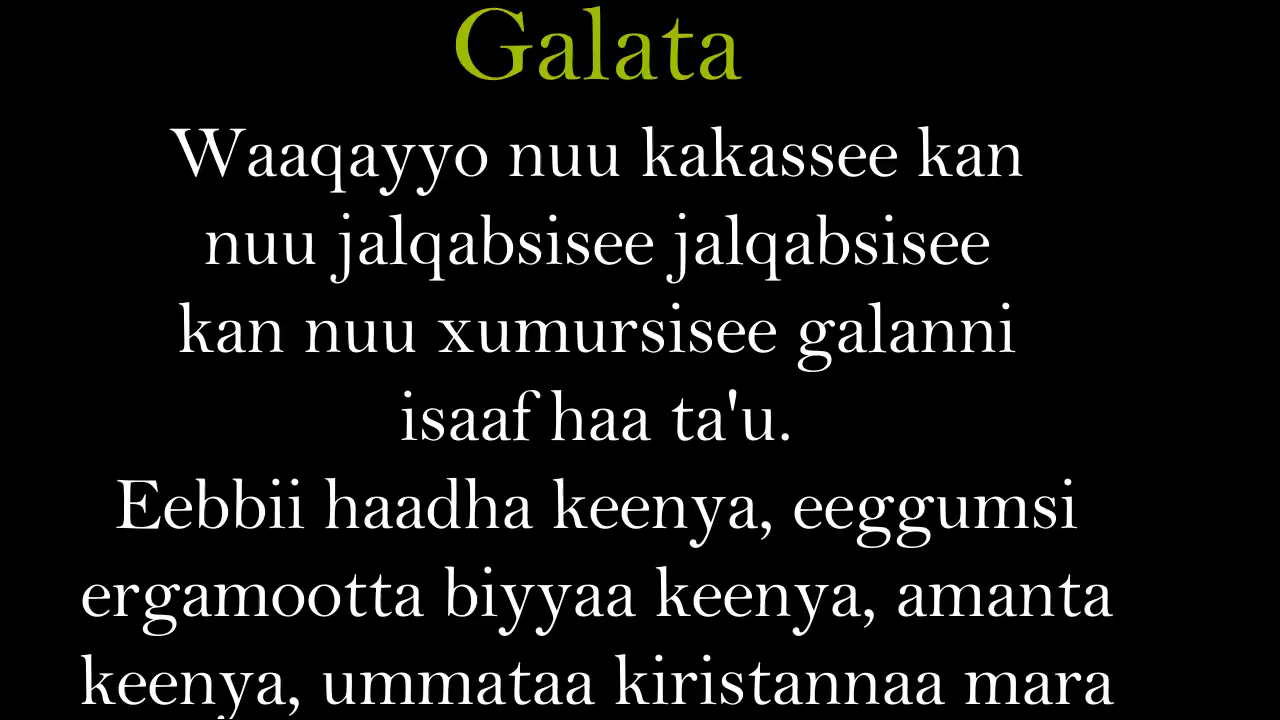 Galata
Waaqayyo nuu kakassee kan
nuu jalqabsisee jalqabsisee
kan nuu xumursisee galanni
isaaf haa ta'u.
Eebbii haadha keenya, eeggumsi
ergamootta biyyaa keenya, amanta
keenya, ummataa kiristannaa mara